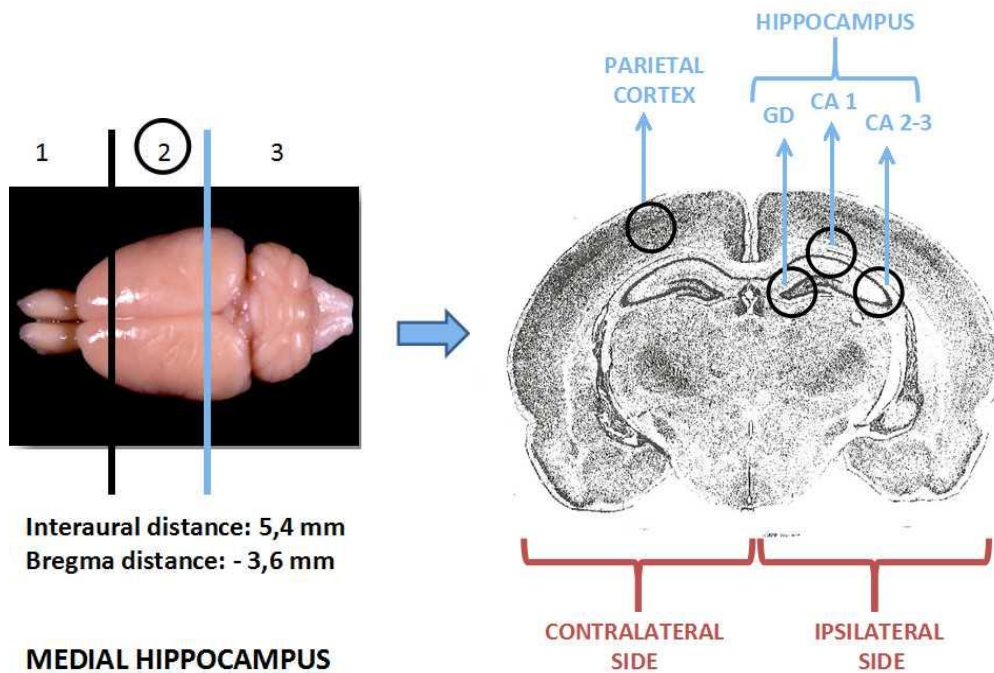 HIPPOCAMPUS
PARIETAL
CORTEX
GD
CA 1
CA 2-3
1
2
3
Interaural distance: 5,4 mm
Bregma distance: - 3,6 mm
MEDIAL HIPPOCAMPUS
CONTRALATERAL
SIDE
IPSILATERAL
SIDE